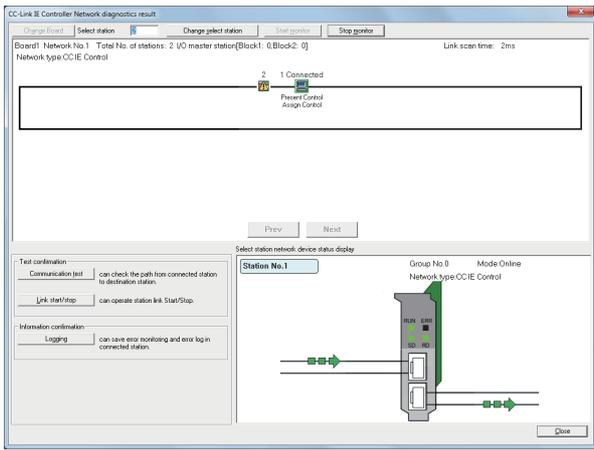 CC-Link IE Controller Network diagnostics result
Change Board Select station Change select station Start monitor Stop monitor
Board1 Network No.1 Total No. of stations: 2 I/O master station[Block1: 0,Block2: 0] Link scan time: 2ms
Network type:CCIE Control
2 1 Connected
Present Control
Assign Control
Prev Next
Select station network device status display
Test confirmation
Communication test can check the path from connected station
to destination station.
Link start/stop can operate station link Start/Stop.
Information confirmation
Logging can save error monitoring and error log in
connected station.
Station No.1 Group No.0 Mode:Online
Network type:CCIE Control
RUN ERR
SD RD
Close